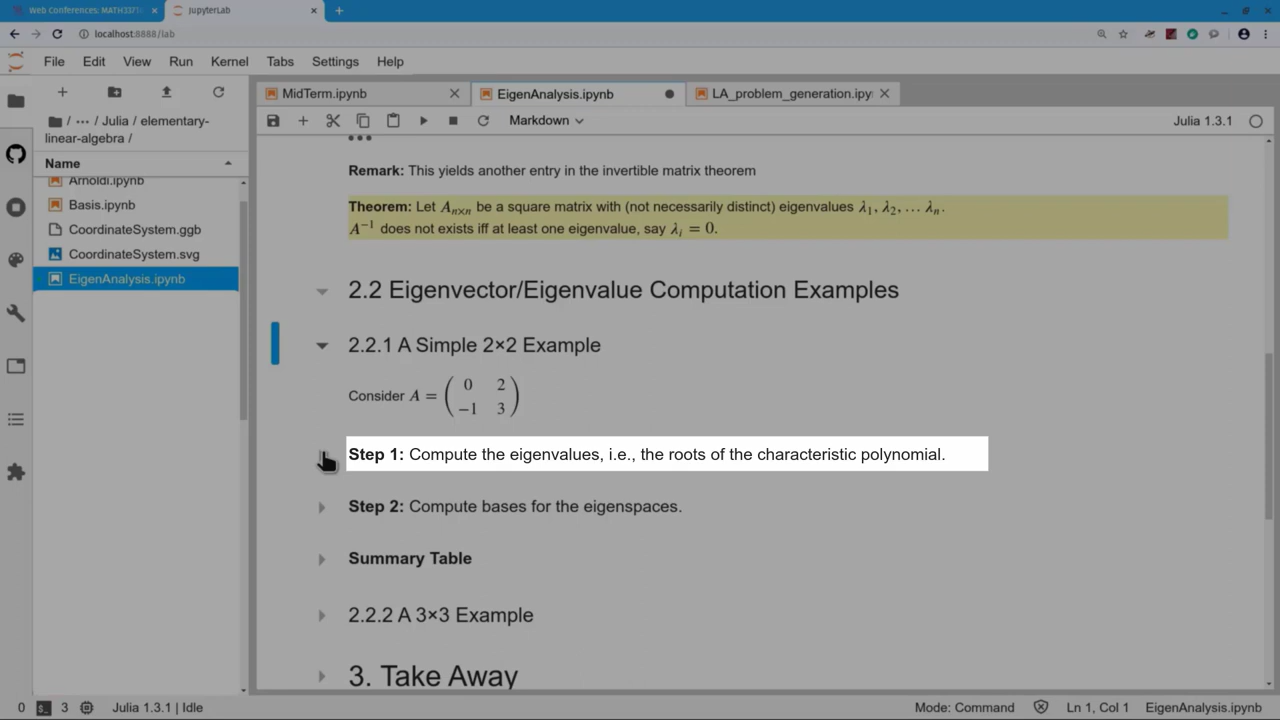 Web Conferences: MATH3371
JupyterLab
localhost:8888/lab
File Edit View Run Kernel Tabs Settings Help
MidTerm.ipynb
EigenAnalysis.ipynb
LA_problem_generation.ipy
/ ··· / Julia / elementary-
linear-algebra /
Markdown
Julia 1.3.1
Name
Arnoldi.ipynb
Basis.ipynb
CoordinateSystem.ggb
CoordinateSystem.svg
EigenAnalysis.ipynb
Remark: This yields another entry in the invertible matrix theorem
Theorem: Let A_{n×n} be a square matrix with (not necessarily distinct) eigenvalues λ₁, λ₂, … λₙ.
A⁻¹ does not exists iff at least one eigenvalue, say λᵢ = 0.
2.2 Eigenvector/Eigenvalue Computation Examples
2.2.1 A Simple 2×2 Example
Consider A = ( 0 2
−1 3 )
Step 1: Compute the eigenvalues, i.e., the roots of the characteristic polynomial.
Step 2: Compute bases for the eigenspaces.
Summary Table
2.2.2 A 3×3 Example
3. Take Away
0 3 Julia 1.3.1 | Idle
Mode: Command Ln 1, Col 1 EigenAnalysis.ipynb